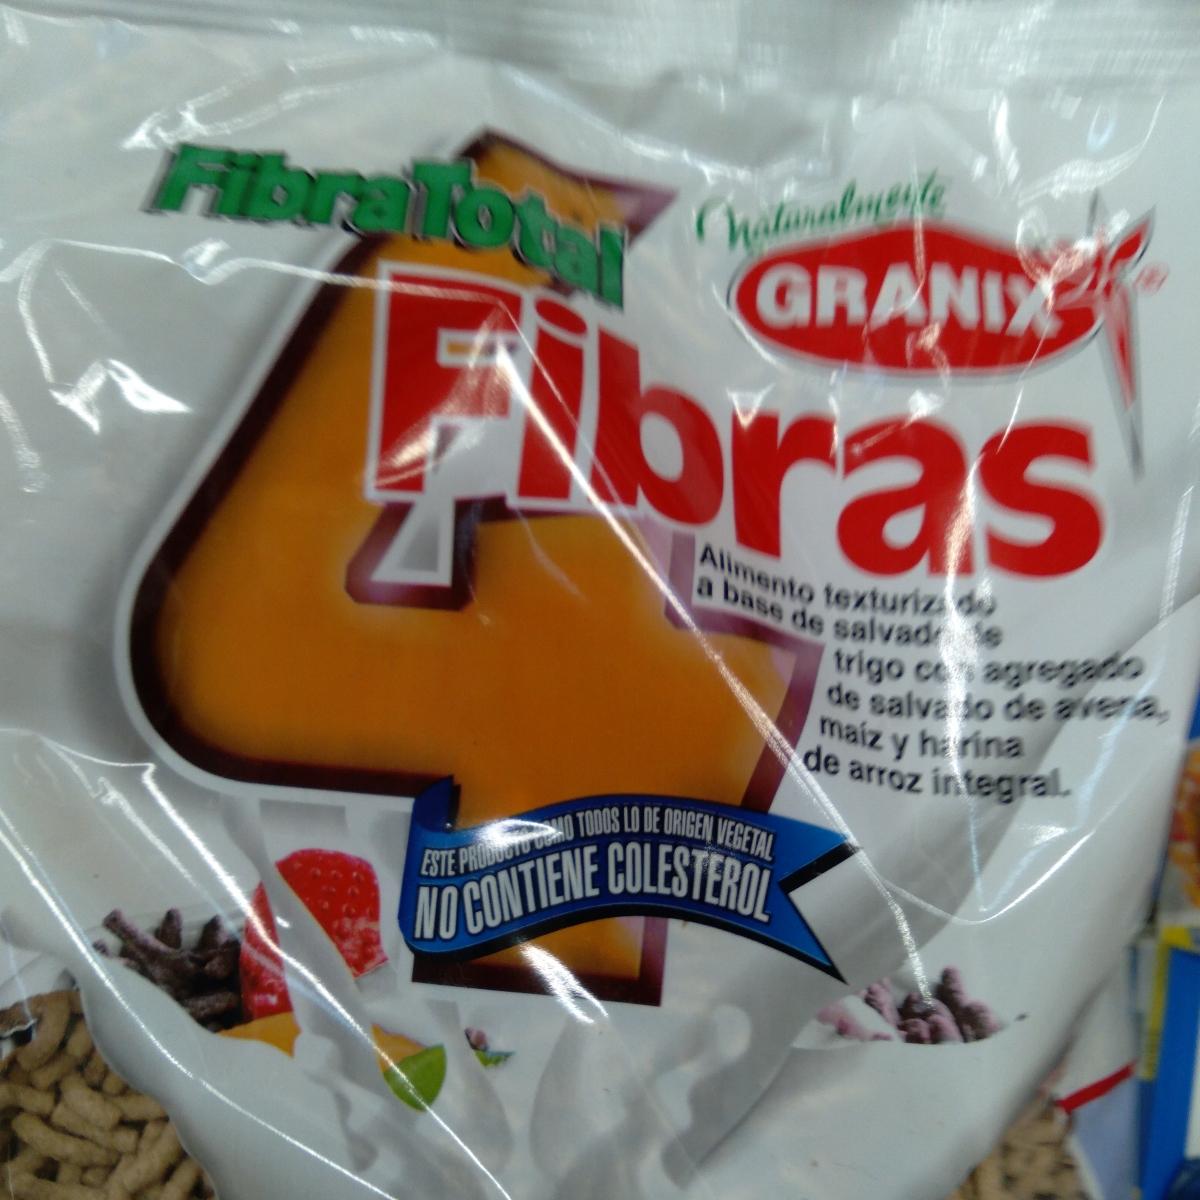 FibraTotal
4
Fibras
Naturalmente
GRANIX
®
Alimento texturizado
a base de salvado de
trigo con agregado
de salvado de avena,
maíz y harina
de arroz integral.
ESTE PRODUCTO COMO TODOS LO DE ORIGEN VEGETAL
NO CONTIENE COLESTEROL